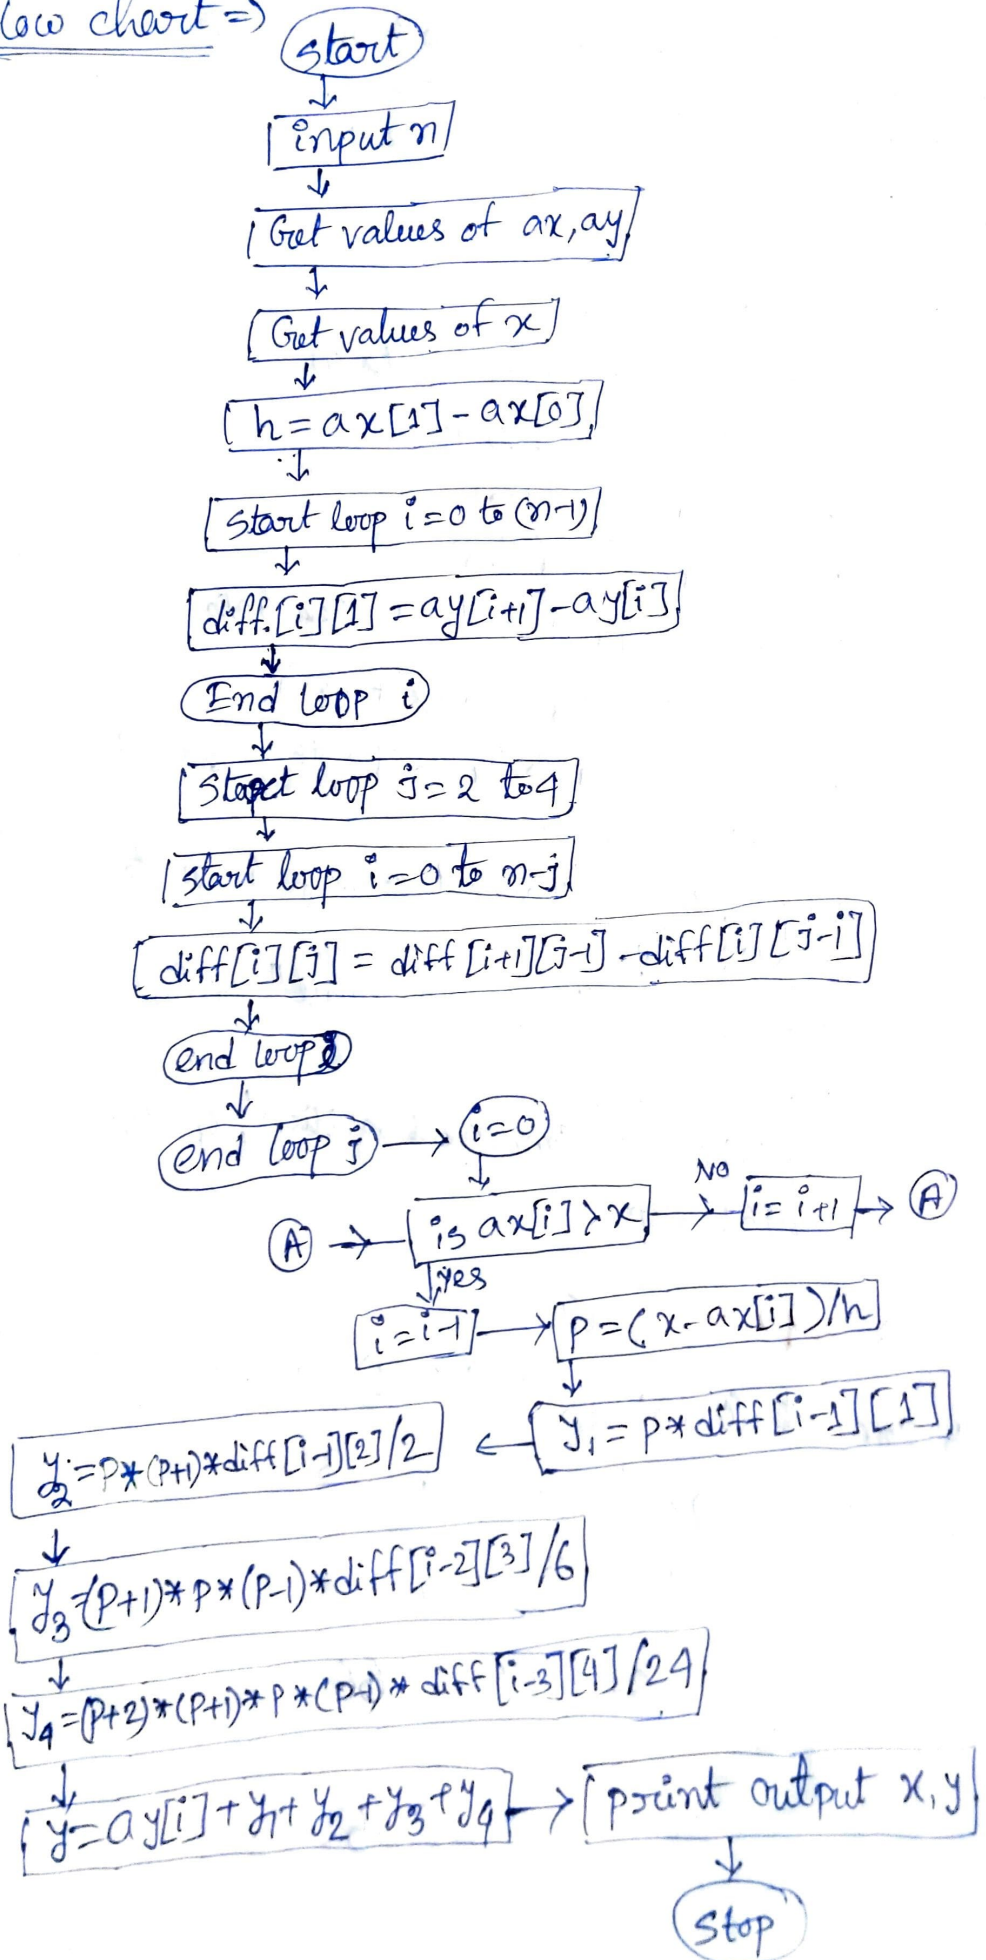 low chart =>
Start
input n
Get values of ax, ay
Get values of x
h = ax[1] - ax[0]
Start loop i=0 to (n-1)
diff.[i][1] = ay[i+1] - ay[i]
End loop i
Start loop j=2 to 4
start loop i=0 to n-j
diff[i][j] = diff[i+1][j-1] - diff[i][j-i]
end loop i
end loop j → i=0
A → is ax[i] > x No i = i+1 → A
yes
i = i-1 → p = (x - ax[i])/h
y₁ = p * diff[i-1][1]
y₂ = P*(P+1)*diff[i-1][2]/2
y₃ = (P+1)*P*(P-1)*diff[i-2][3]/6
y₄ = (P+2)*(P+1)*P*(P-1)* diff[i-3][4]/24
y = ay[i] + y₁ + y₂ + y₃ + y₄ → print output x, y
Stop